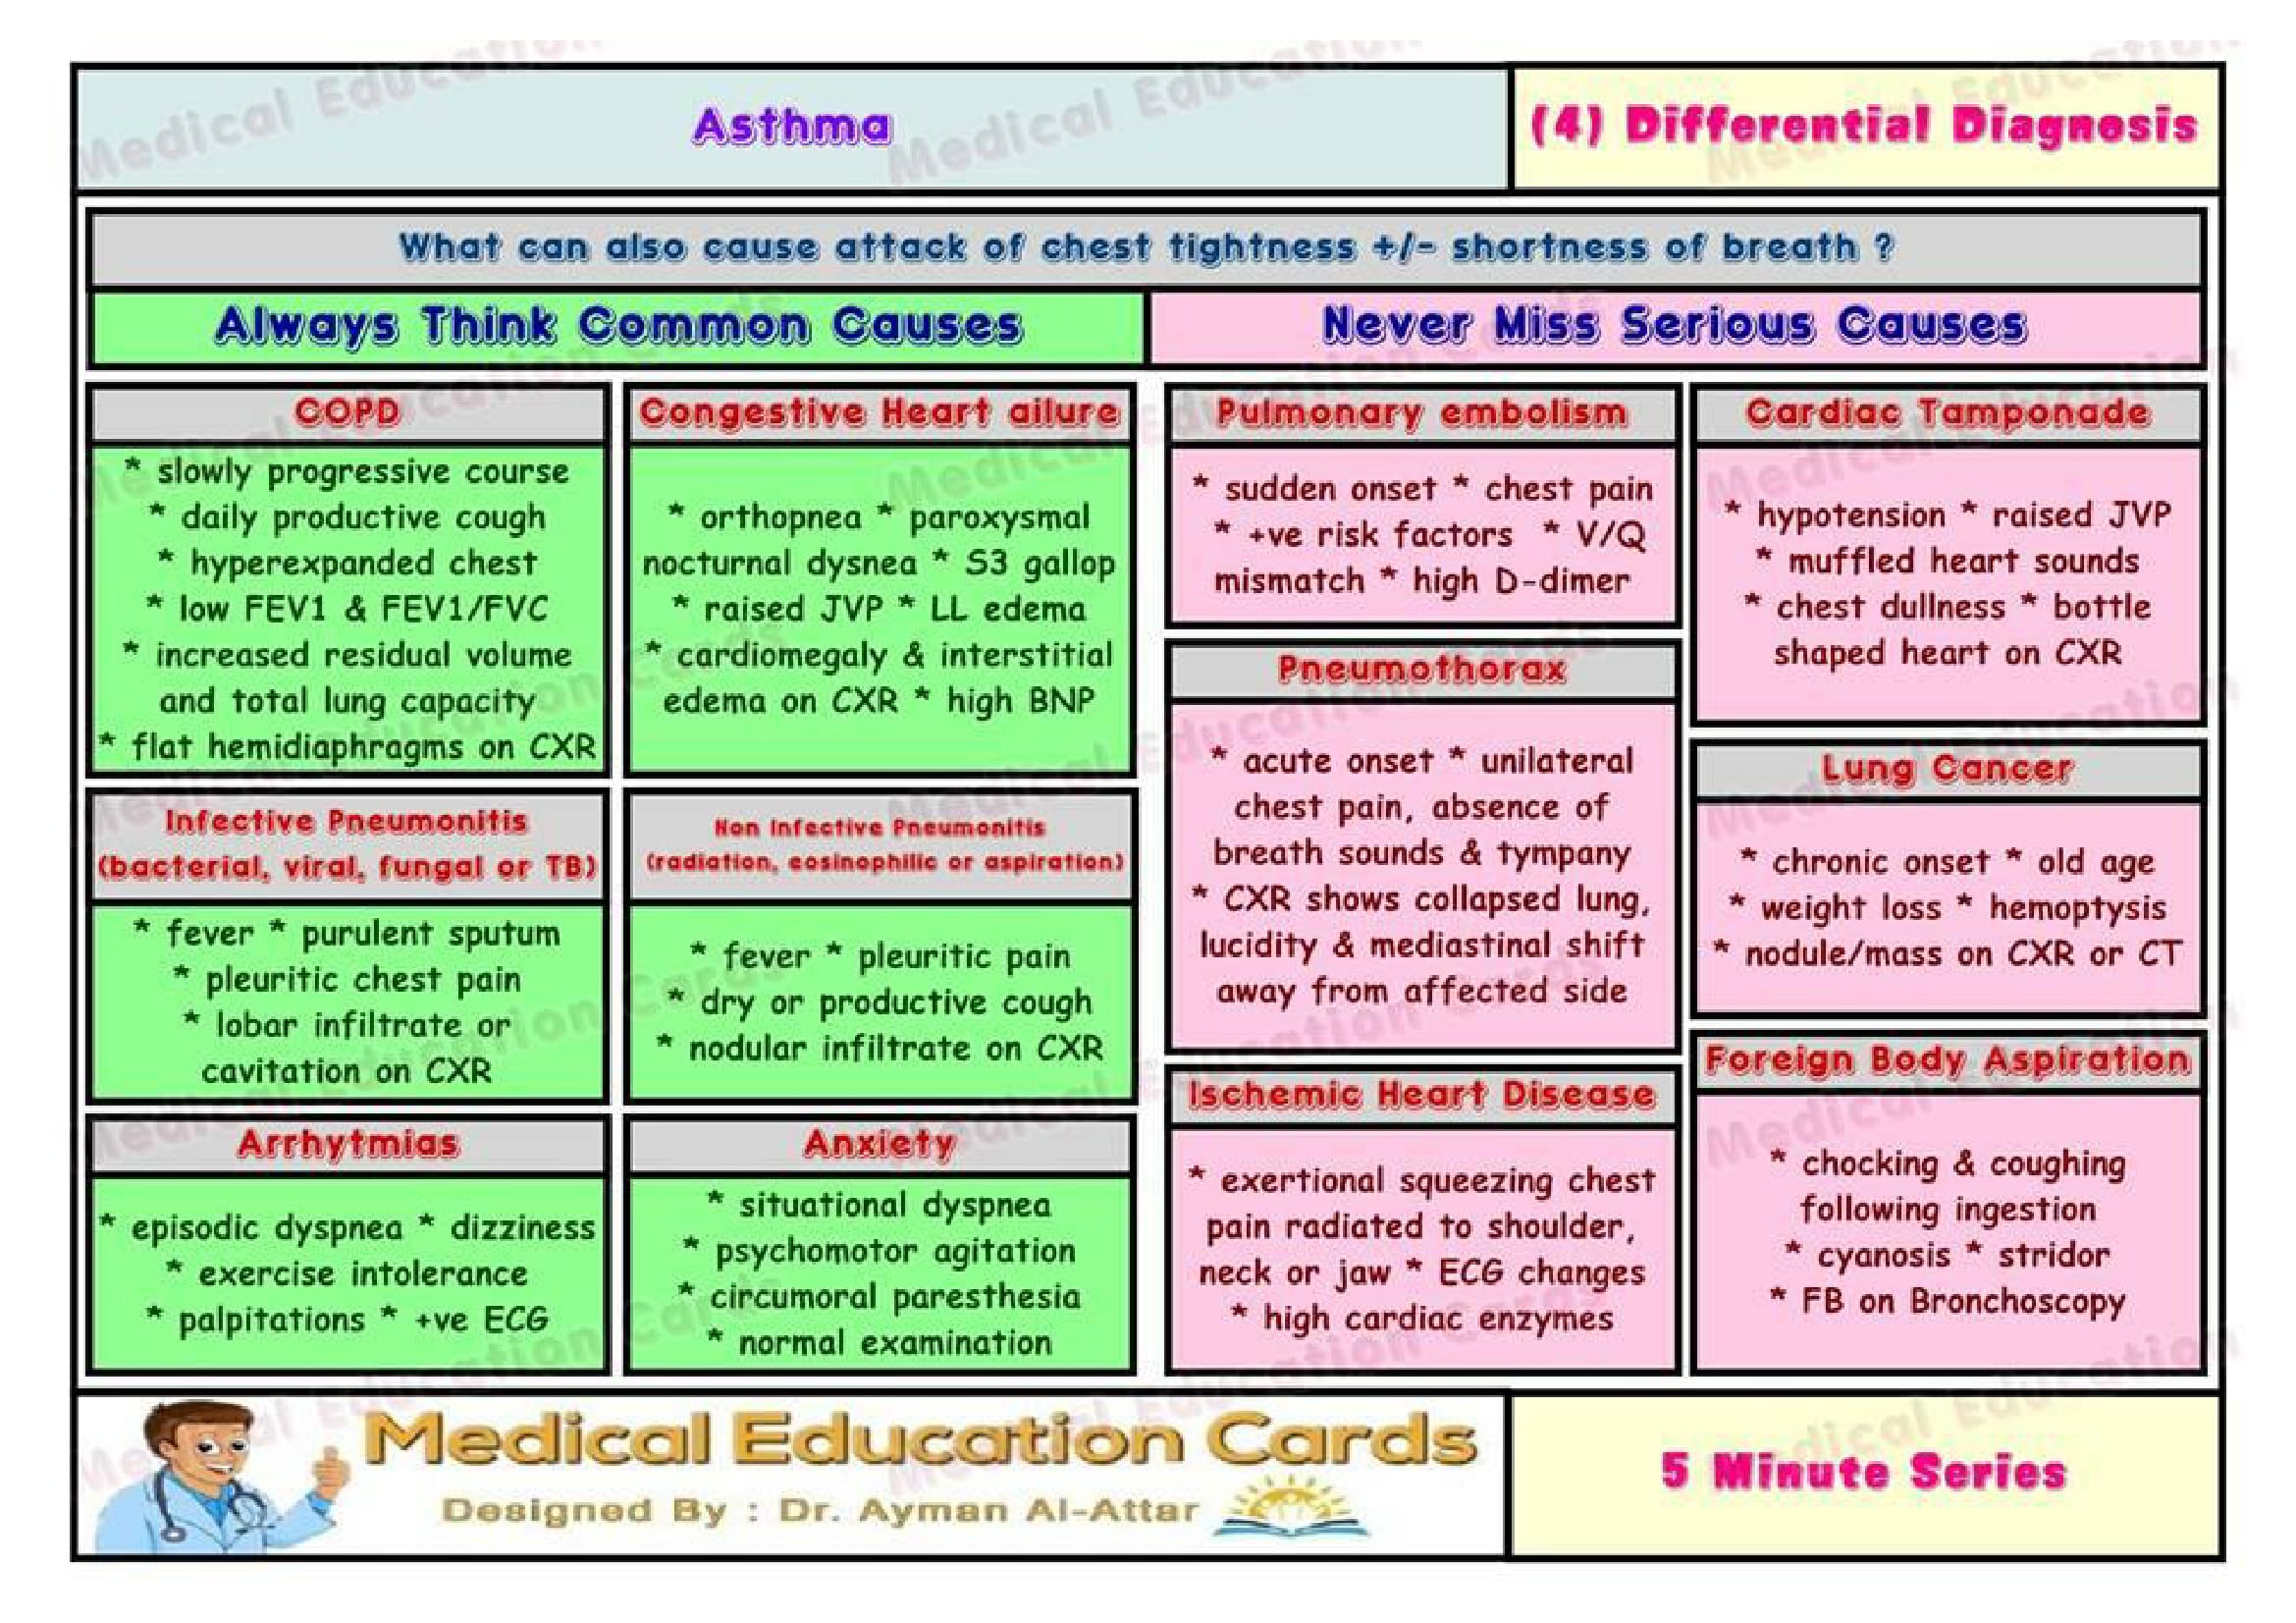 Asthma
(4) Differential Diagnosis
What can also cause attack of chest tightness +/- shortness of breath ?
Always Think Common Causes
Never Miss Serious Causes
COPD
* slowly progressive course
* daily productive cough
* hyperexpanded chest
* low FEV1 & FEV1/FVC
* increased residual volume
and total lung capacity
* flat hemidiaphragms on CXR
Congestive Heart ailure
* orthopnea * paroxysmal
nocturnal dysnea * S3 gallop
* raised JVP * LL edema
* cardiomegaly & interstitial
edema on CXR * high BNP
Infective Pneumonitis
(bacterial, viral, fungal or TB)
* fever * purulent sputum
* pleuritic chest pain
* lobar infiltrate or
cavitation on CXR
Non Infective Pneumonitis
(radiation, eosinophilic or aspiration)
* fever * pleuritic pain
* dry or productive cough
* nodular infiltrate on CXR
Arrhytmias
* episodic dyspnea * dizziness
* exercise intolerance
* palpitations * +ve ECG
Anxiety
* situational dyspnea
* psychomotor agitation
* circumoral paresthesia
* normal examination
Pulmonary embolism
* sudden onset * chest pain
* +ve risk factors * V/Q
mismatch * high D-dimer
Pneumothorax
* acute onset * unilateral
chest pain, absence of
breath sounds & tympany
* CXR shows collapsed lung,
lucidity & mediastinal shift
away from affected side
Ischemic Heart Disease
* exertional squeezing chest
pain radiated to shoulder,
neck or jaw * ECG changes
* high cardiac enzymes
Cardiac Tamponade
* hypotension * raised JVP
* muffled heart sounds
* chest dullness * bottle
shaped heart on CXR
Lung Cancer
* chronic onset * old age
* weight loss * hemoptysis
* nodule/mass on CXR or CT
Foreign Body Aspiration
* chocking & coughing
following ingestion
* cyanosis * stridor
* FB on Bronchoscopy
Medical Education Cards
Designed By : Dr. Ayman Al-Attar
5 Minute Series